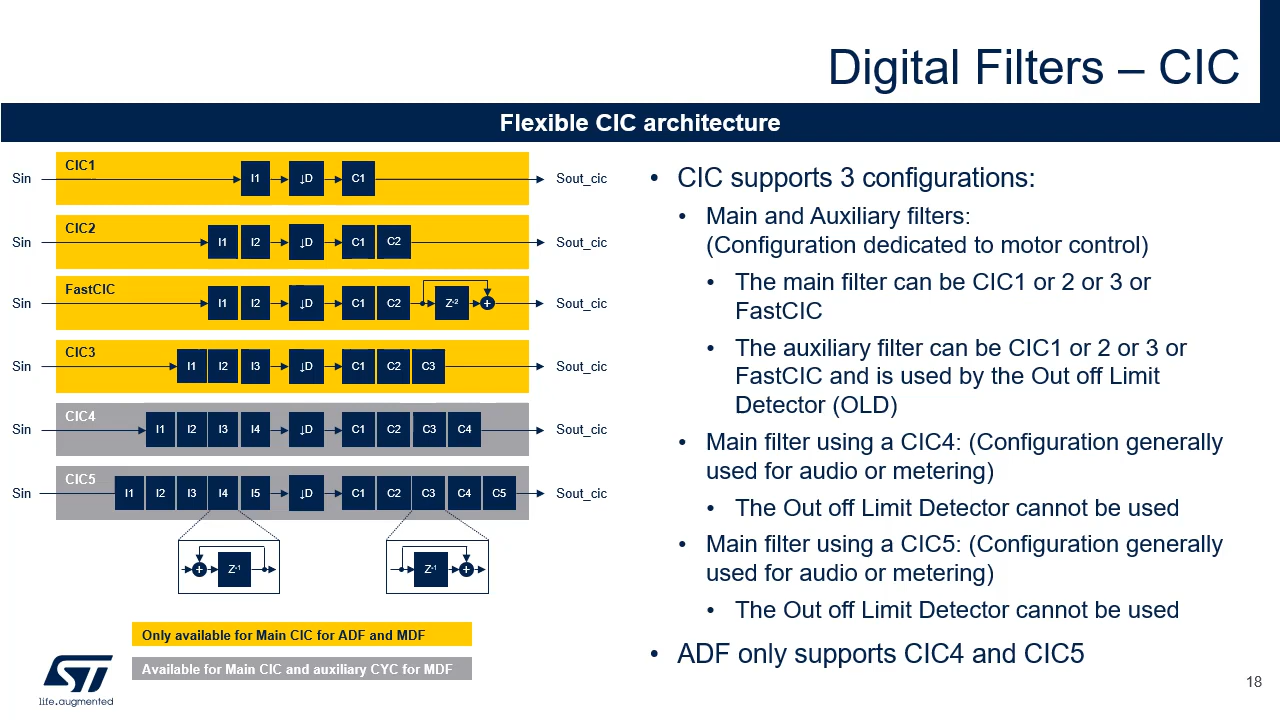 Digital Filters – CIC
Flexible CIC architecture
CIC1
Sin I1 ↓D C1 Sout_cic
CIC2
Sin I1 I2 ↓D C1 C2 Sout_cic
FastCIC
Sin I1 I2 ↓D C1 C2 Z-2 + Sout_cic
CIC3
Sin I1 I2 I3 ↓D C1 C2 C3 Sout_cic
CIC4
Sin I1 I2 I3 I4 ↓D C1 C2 C3 C4 Sout_cic
CIC5
Sin I1 I2 I3 I4 I5 ↓D C1 C2 C3 C4 C5 Sout_cic
+ Z-1 Z-1 +
Only available for Main CIC for ADF and MDF
Available for Main CIC and auxiliary CYC for MDF
• CIC supports 3 configurations:
• Main and Auxiliary filters:
(Configuration dedicated to motor control)
• The main filter can be CIC1 or 2 or 3 or
FastCIC
• The auxiliary filter can be CIC1 or 2 or 3 or
FastCIC and is used by the Out off Limit
Detector (OLD)
• Main filter using a CIC4: (Configuration generally
used for audio or metering)
• The Out off Limit Detector cannot be used
• Main filter using a CIC5: (Configuration generally
used for audio or metering)
• The Out off Limit Detector cannot be used
• ADF only supports CIC4 and CIC5
ST
life.augmented
18